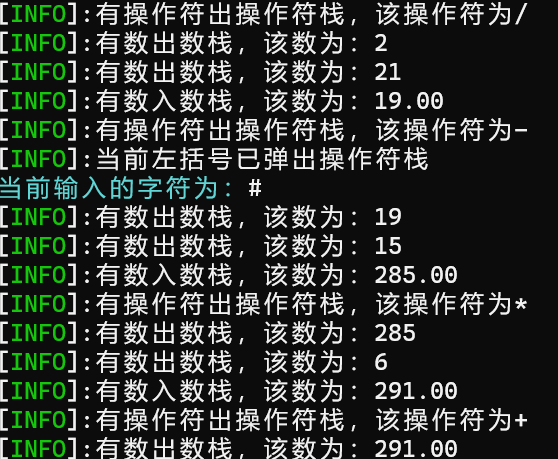 [INFO]:有操作符出操作符栈，该操作符为/
[INFO]:有数出数栈，该数为：2
[INFO]:有数出数栈，该数为：21
[INFO]:有数入数栈，该数为：19.00
[INFO]:有操作符出操作符栈，该操作符为-
[INFO]:当前左括号已弹出操作符栈
当前输入的字符为：#
[INFO]:有数出数栈，该数为：19
[INFO]:有数出数栈，该数为：15
[INFO]:有数入数栈，该数为：285.00
[INFO]:有操作符出操作符栈，该操作符为*
[INFO]:有数出数栈，该数为：285
[INFO]:有数出数栈，该数为：6
[INFO]:有数入数栈，该数为：291.00
[INFO]:有操作符出操作符栈，该操作符为+
[INFO]:有数出数栈，该数为：291.00